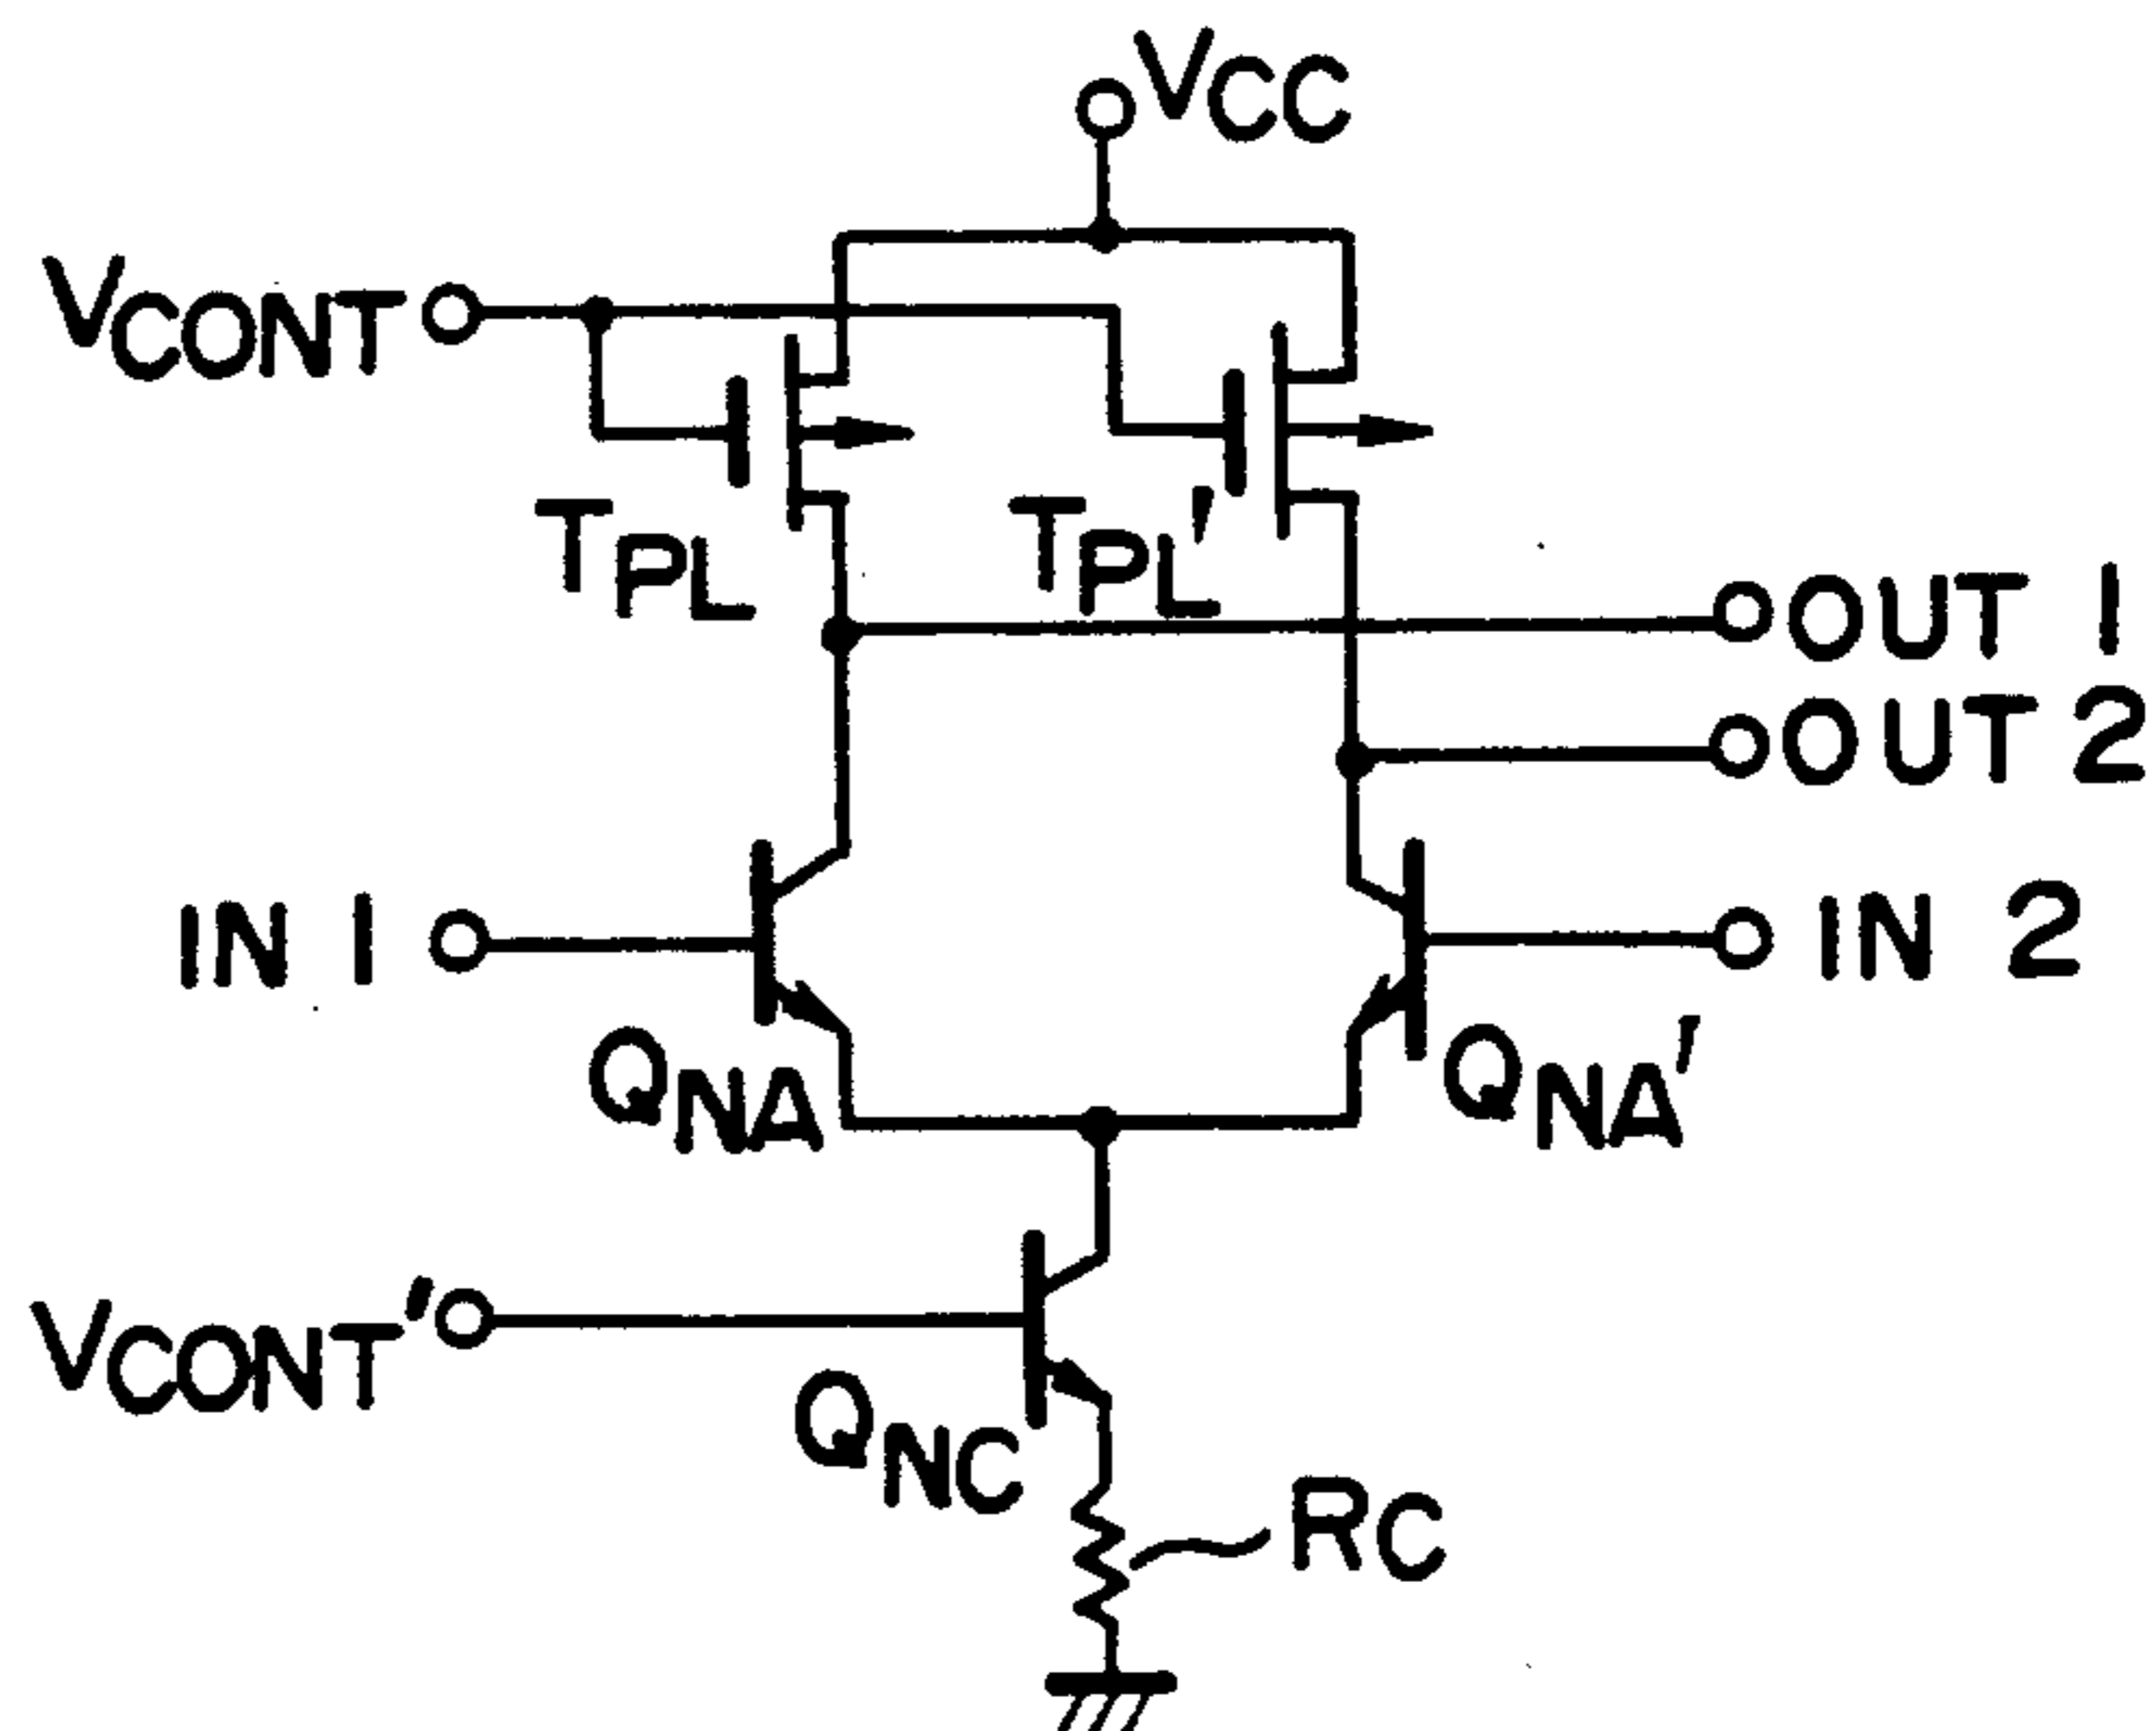 VCC
VCONT
TPL
TPL'
OUT 1
OUT 2
IN 1
IN 2
QNA
QNA'
VCONT'
QNC
RC